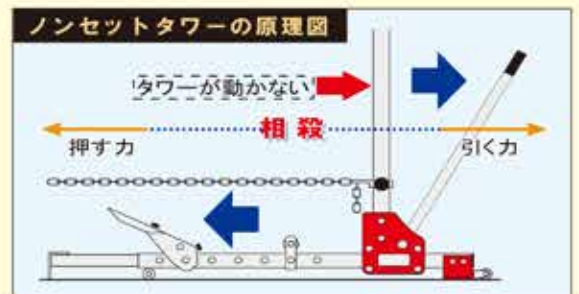 ノンセットタワーの原理図
タワーが動かない
相殺
押す力
引く力